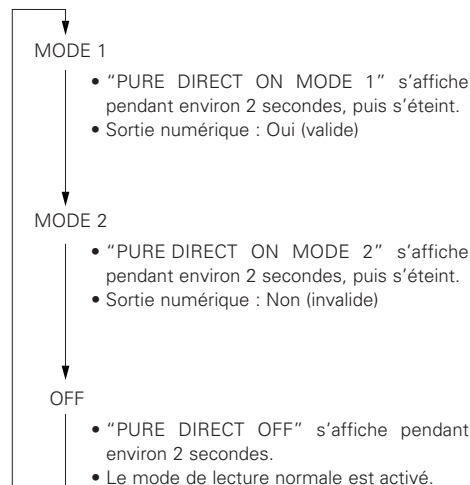 MODE 1
• “PURE DIRECT ON MODE 1” s’affiche
pendant environ 2 secondes, puis s’éteint.
• Sortie numérique : Oui (valide)
MODE 2
• “PURE DIRECT ON MODE 2” s’affiche
pendant environ 2 secondes, puis s’éteint.
• Sortie numérique : Non (invalide)
OFF
• “PURE DIRECT OFF” s’affiche pendant
environ 2 secondes.
• Le mode de lecture normale est activé.